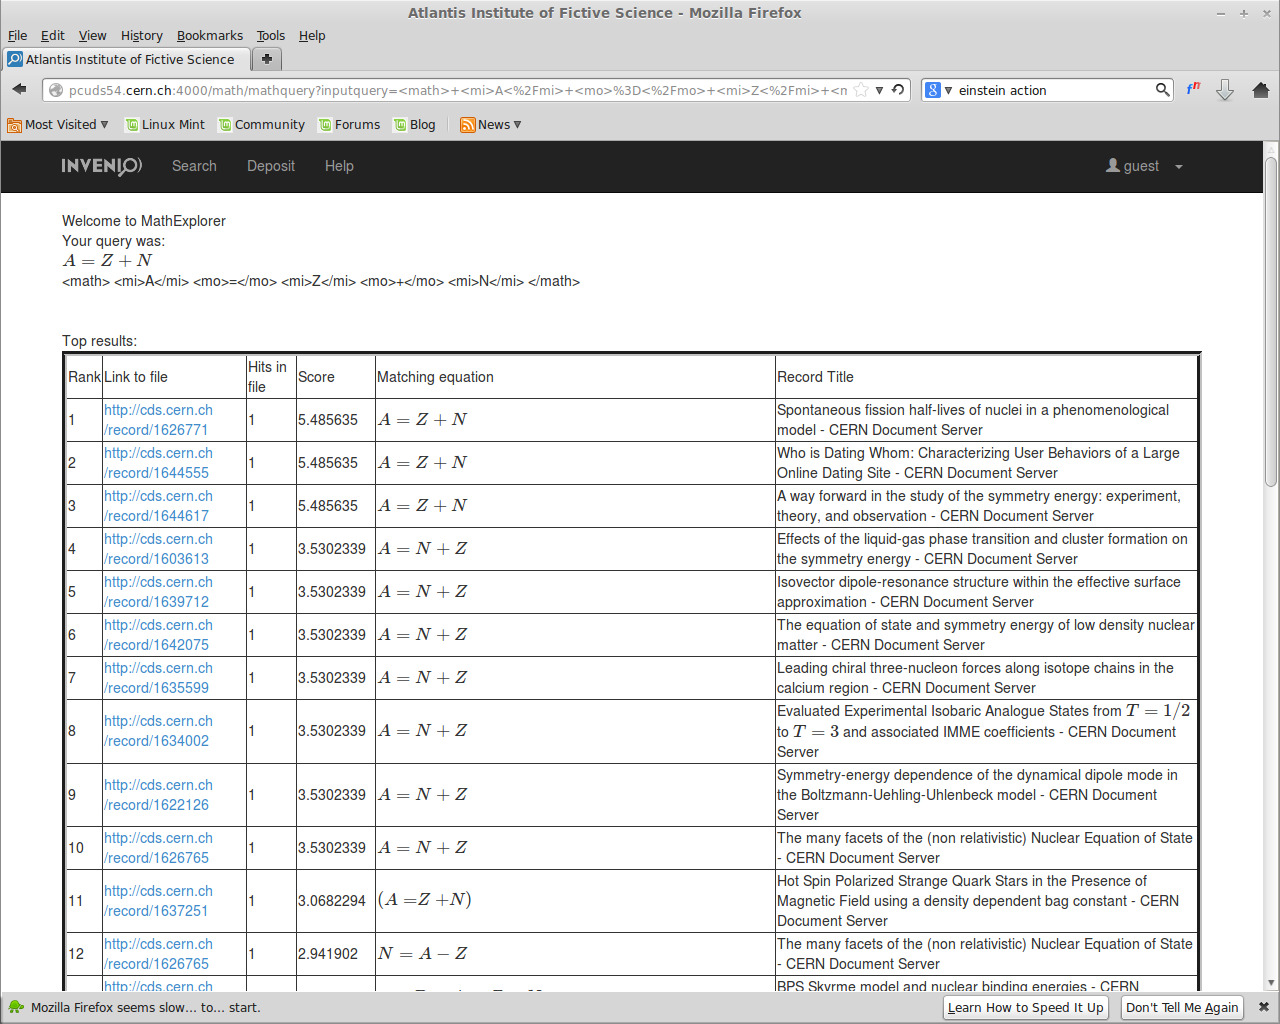 Atlantis Institute of Fictive Science - Mozilla Firefox
File Edit View History Bookmarks Tools Help
Atlantis Institute of Fictive Science
pcuds54.cern.ch:4000/math/mathquery?inputquery=<math>+<mi>A<%2Fmi>+<mo>%3D<%2Fmo>+<mi>Z<%2Fmi>+<n
einstein action
Most Visited Linux Mint Community Forums Blog News
INVENIO Search Deposit Help guest
Welcome to MathExplorer
Your query was:
A = Z + N
<math> <mi>A</mi> <mo>=</mo> <mi>Z</mi> <mo>+</mo> <mi>N</mi> </math>
Top results:
Rank Link to file Hits in file Score Matching equation Record Title
1 http://cds.cern.ch/record/1626771 1 5.485635 A = Z + N Spontaneous fission half-lives of nuclei in a phenomenological model - CERN Document Server
2 http://cds.cern.ch/record/1644555 1 5.485635 A = Z + N Who is Dating Whom: Characterizing User Behaviors of a Large Online Dating Site - CERN Document Server
3 http://cds.cern.ch/record/1644617 1 5.485635 A = Z + N A way forward in the study of the symmetry energy: experiment, theory, and observation - CERN Document Server
4 http://cds.cern.ch/record/1603613 1 3.5302339 A = N + Z Effects of the liquid-gas phase transition and cluster formation on the symmetry energy - CERN Document Server
5 http://cds.cern.ch/record/1639712 1 3.5302339 A = N + Z Isovector dipole-resonance structure within the effective surface approximation - CERN Document Server
6 http://cds.cern.ch/record/1642075 1 3.5302339 A = N + Z The equation of state and symmetry energy of low density nuclear matter - CERN Document Server
7 http://cds.cern.ch/record/1635599 1 3.5302339 A = N + Z Leading chiral three-nucleon forces along isotope chains in the calcium region - CERN Document Server
8 http://cds.cern.ch/record/1634002 1 3.5302339 A = N + Z Evaluated Experimental Isobaric Analogue States from T = 1/2 to T = 3 and associated IMME coefficients - CERN Document Server
9 http://cds.cern.ch/record/1622126 1 3.5302339 A = N + Z Symmetry-energy dependence of the dynamical dipole mode in the Boltzmann-Uehling-Uhlenbeck model - CERN Document Server
10 http://cds.cern.ch/record/1626765 1 3.5302339 A = N + Z The many facets of the (non relativistic) Nuclear Equation of State - CERN Document Server
11 http://cds.cern.ch/record/1637251 1 3.0682294 (A =Z +N) Hot Spin Polarized Strange Quark Stars in the Presence of Magnetic Field using a density dependent bag constant - CERN Document Server
12 http://cds.cern.ch/record/1626765 1 2.941902 N = A − Z The many facets of the (non relativistic) Nuclear Equation of State - CERN Document Server
http://cds.cern.ch BPS Skyrme model and nuclear binding energies - CERN
Mozilla Firefox seems slow... to... start. Learn How to Speed It Up Don't Tell Me Again